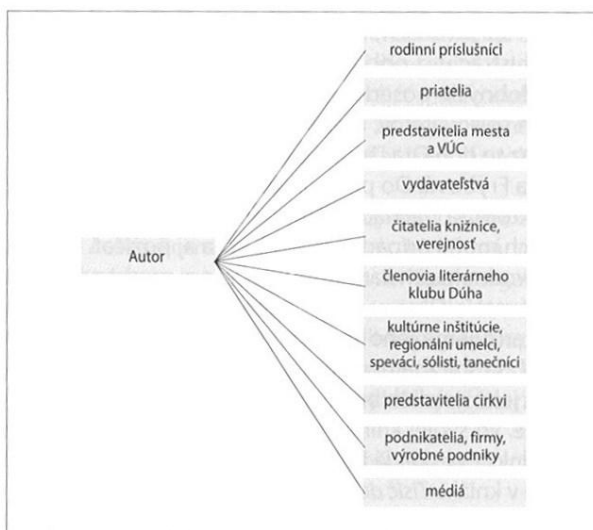 rodinní príslušníci
priatelia
predstavitelia mesta
a VÚC
vydavateľstvá
čitatelia knižnice,
verejnosť
Autor
členovia literárneho
klubu Dúha
kultúrne inštitúcie,
regionálni umelci,
speváci, sólisti, tanečníci
predstavitelia cirkvi
podnikatelia, firmy,
výrobné podniky
médiá